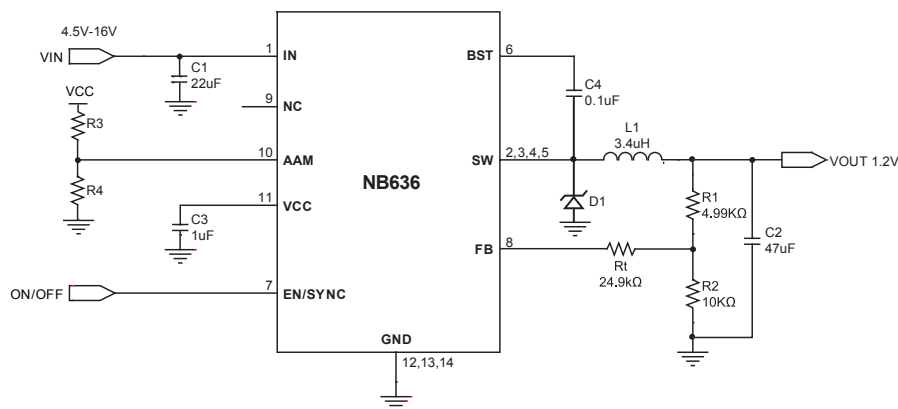 4.5V-16V
VIN
1
IN
C1
22uF
VCC
R3
R4
9
NC
10
AAM
11
VCC
C3
1uF
ON/OFF
7
EN/SYNC
NB636
GND
12,13,14
BST
6
C4
0.1uF
SW
2,3,4,5
L1
3.4uH
VOUT 1.2V
D1
R1
4.99KΩ
C2
47uF
FB
8
Rt
24.9kΩ
R2
10KΩ